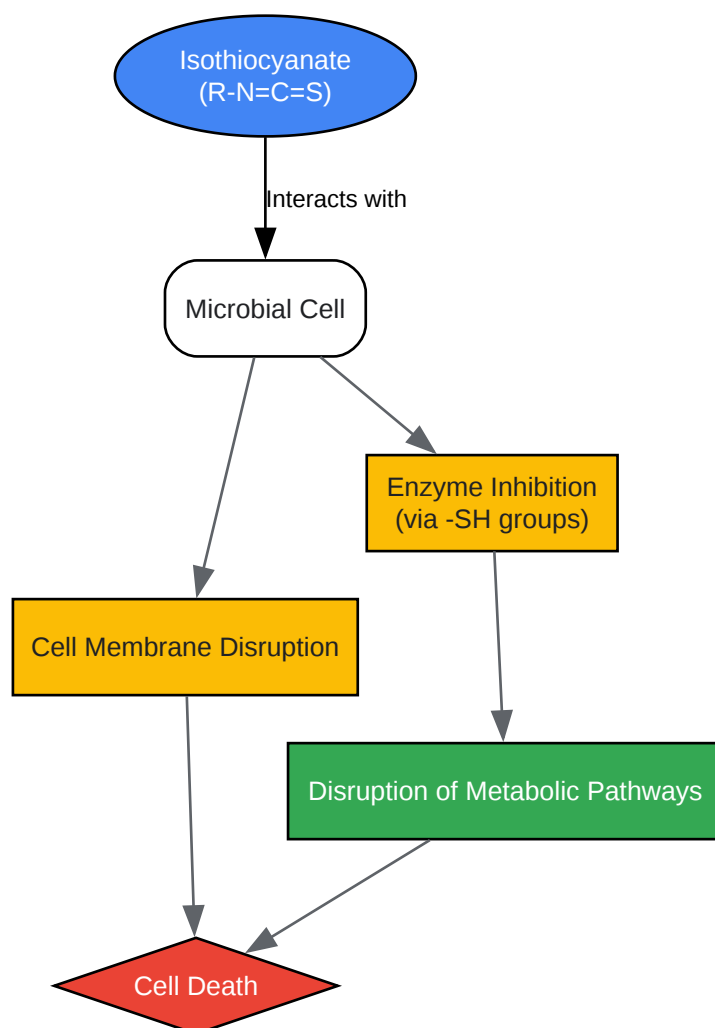 Isothiocyanate
(R-N=C=S)
Interacts with
Microbial Cell
Enzyme Inhibition
(via -SH groups)
Cell Membrane Disruption
Disruption of Metabolic Pathways
Cell Death